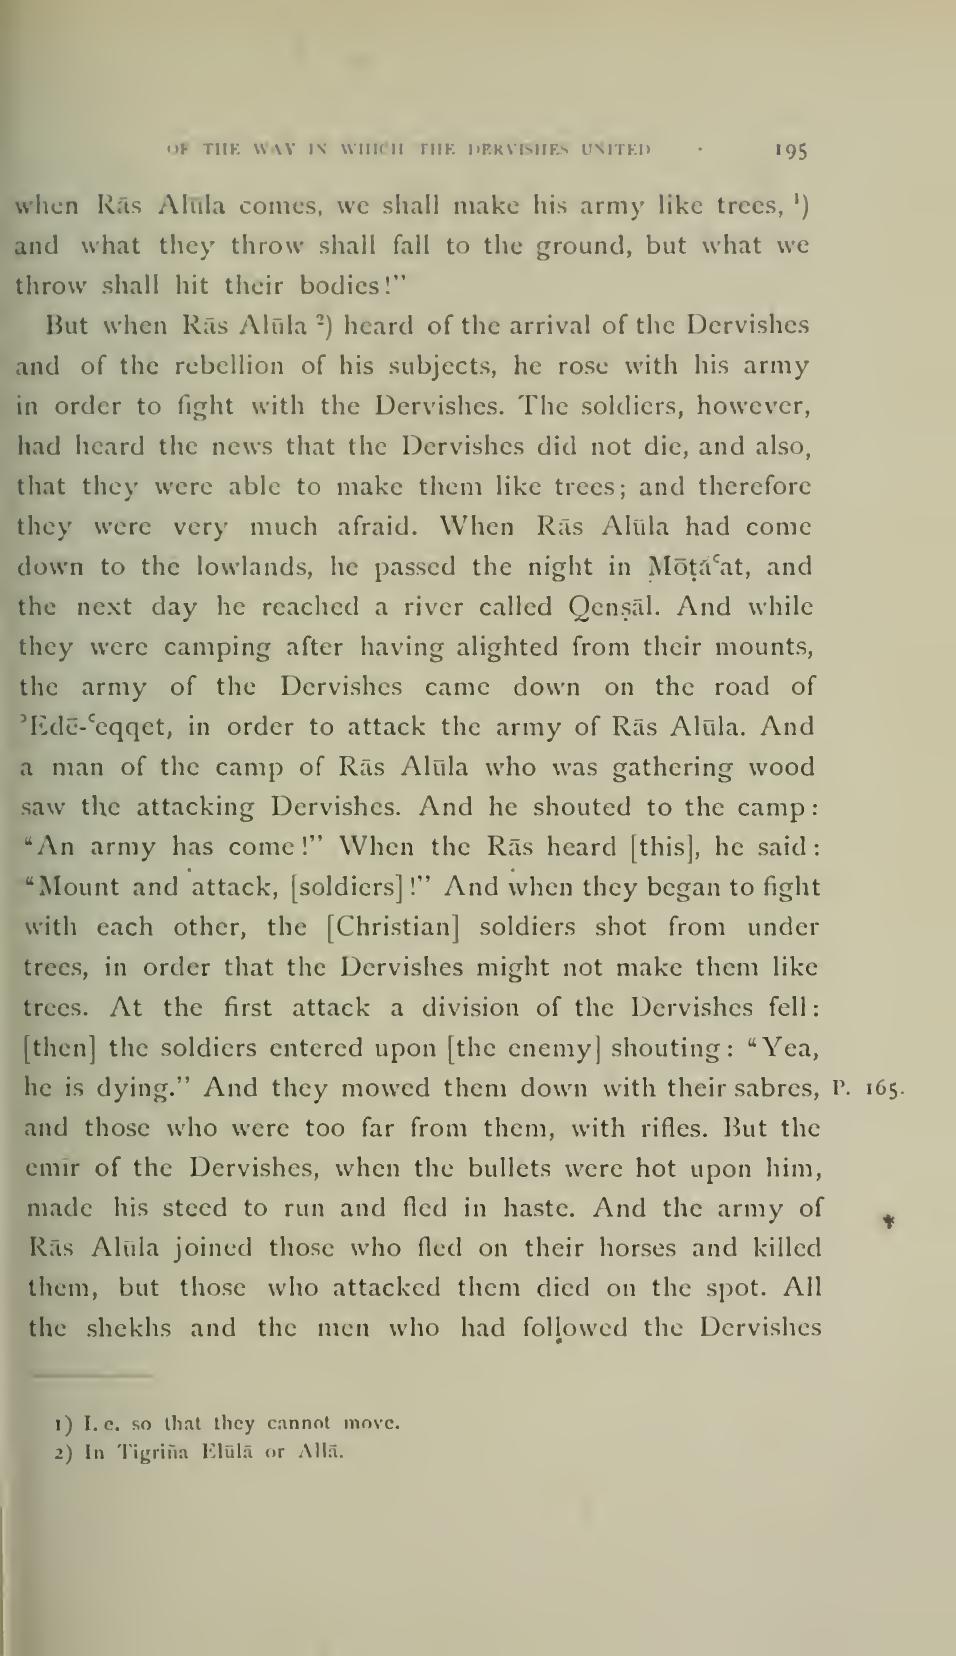 OF THE WAY IN WHICH THE DERVISHES UNITED 195
when Rās Alūla comes, we shall make his army like trees, ¹)
and what they throw shall fall to the ground, but what we
throw shall hit their bodies!”
But when Rās Alūla ²) heard of the arrival of the Dervishes
and of the rebellion of his subjects, he rose with his army
in order to fight with the Dervishes. The soldiers, however,
had heard the news that the Dervishes did not die, and also,
that they were able to make them like trees; and therefore
they were very much afraid. When Rās Alūla had come
down to the lowlands, he passed the night in Mōṭáʿat, and
the next day he reached a river called Qenṣāl. And while
they were camping after having alighted from their mounts,
the army of the Dervishes came down on the road of
ʾEdē-ʿeqqet, in order to attack the army of Rās Alūla. And
a man of the camp of Rās Alūla who was gathering wood
saw the attacking Dervishes. And he shouted to the camp:
“An army has come!” When the Rās heard [this], he said:
“Mount and attack, [soldiers]!” And when they began to fight
with each other, the [Christian] soldiers shot from under
trees, in order that the Dervishes might not make them like
trees. At the first attack a division of the Dervishes fell:
[then] the soldiers entered upon [the enemy] shouting: “Yea,
he is dying.” And they mowed them down with their sabres, P. 165.
and those who were too far from them, with rifles. But the
emīr of the Dervishes, when the bullets were hot upon him,
made his steed to run and fled in haste. And the army of
Rās Alūla joined those who fled on their horses and killed
them, but those who attacked them died on the spot. All
the shekhs and the men who had followed the Dervishes
1) I. e. so that they cannot move.
2) In Tigriña Elūlā or Allā.